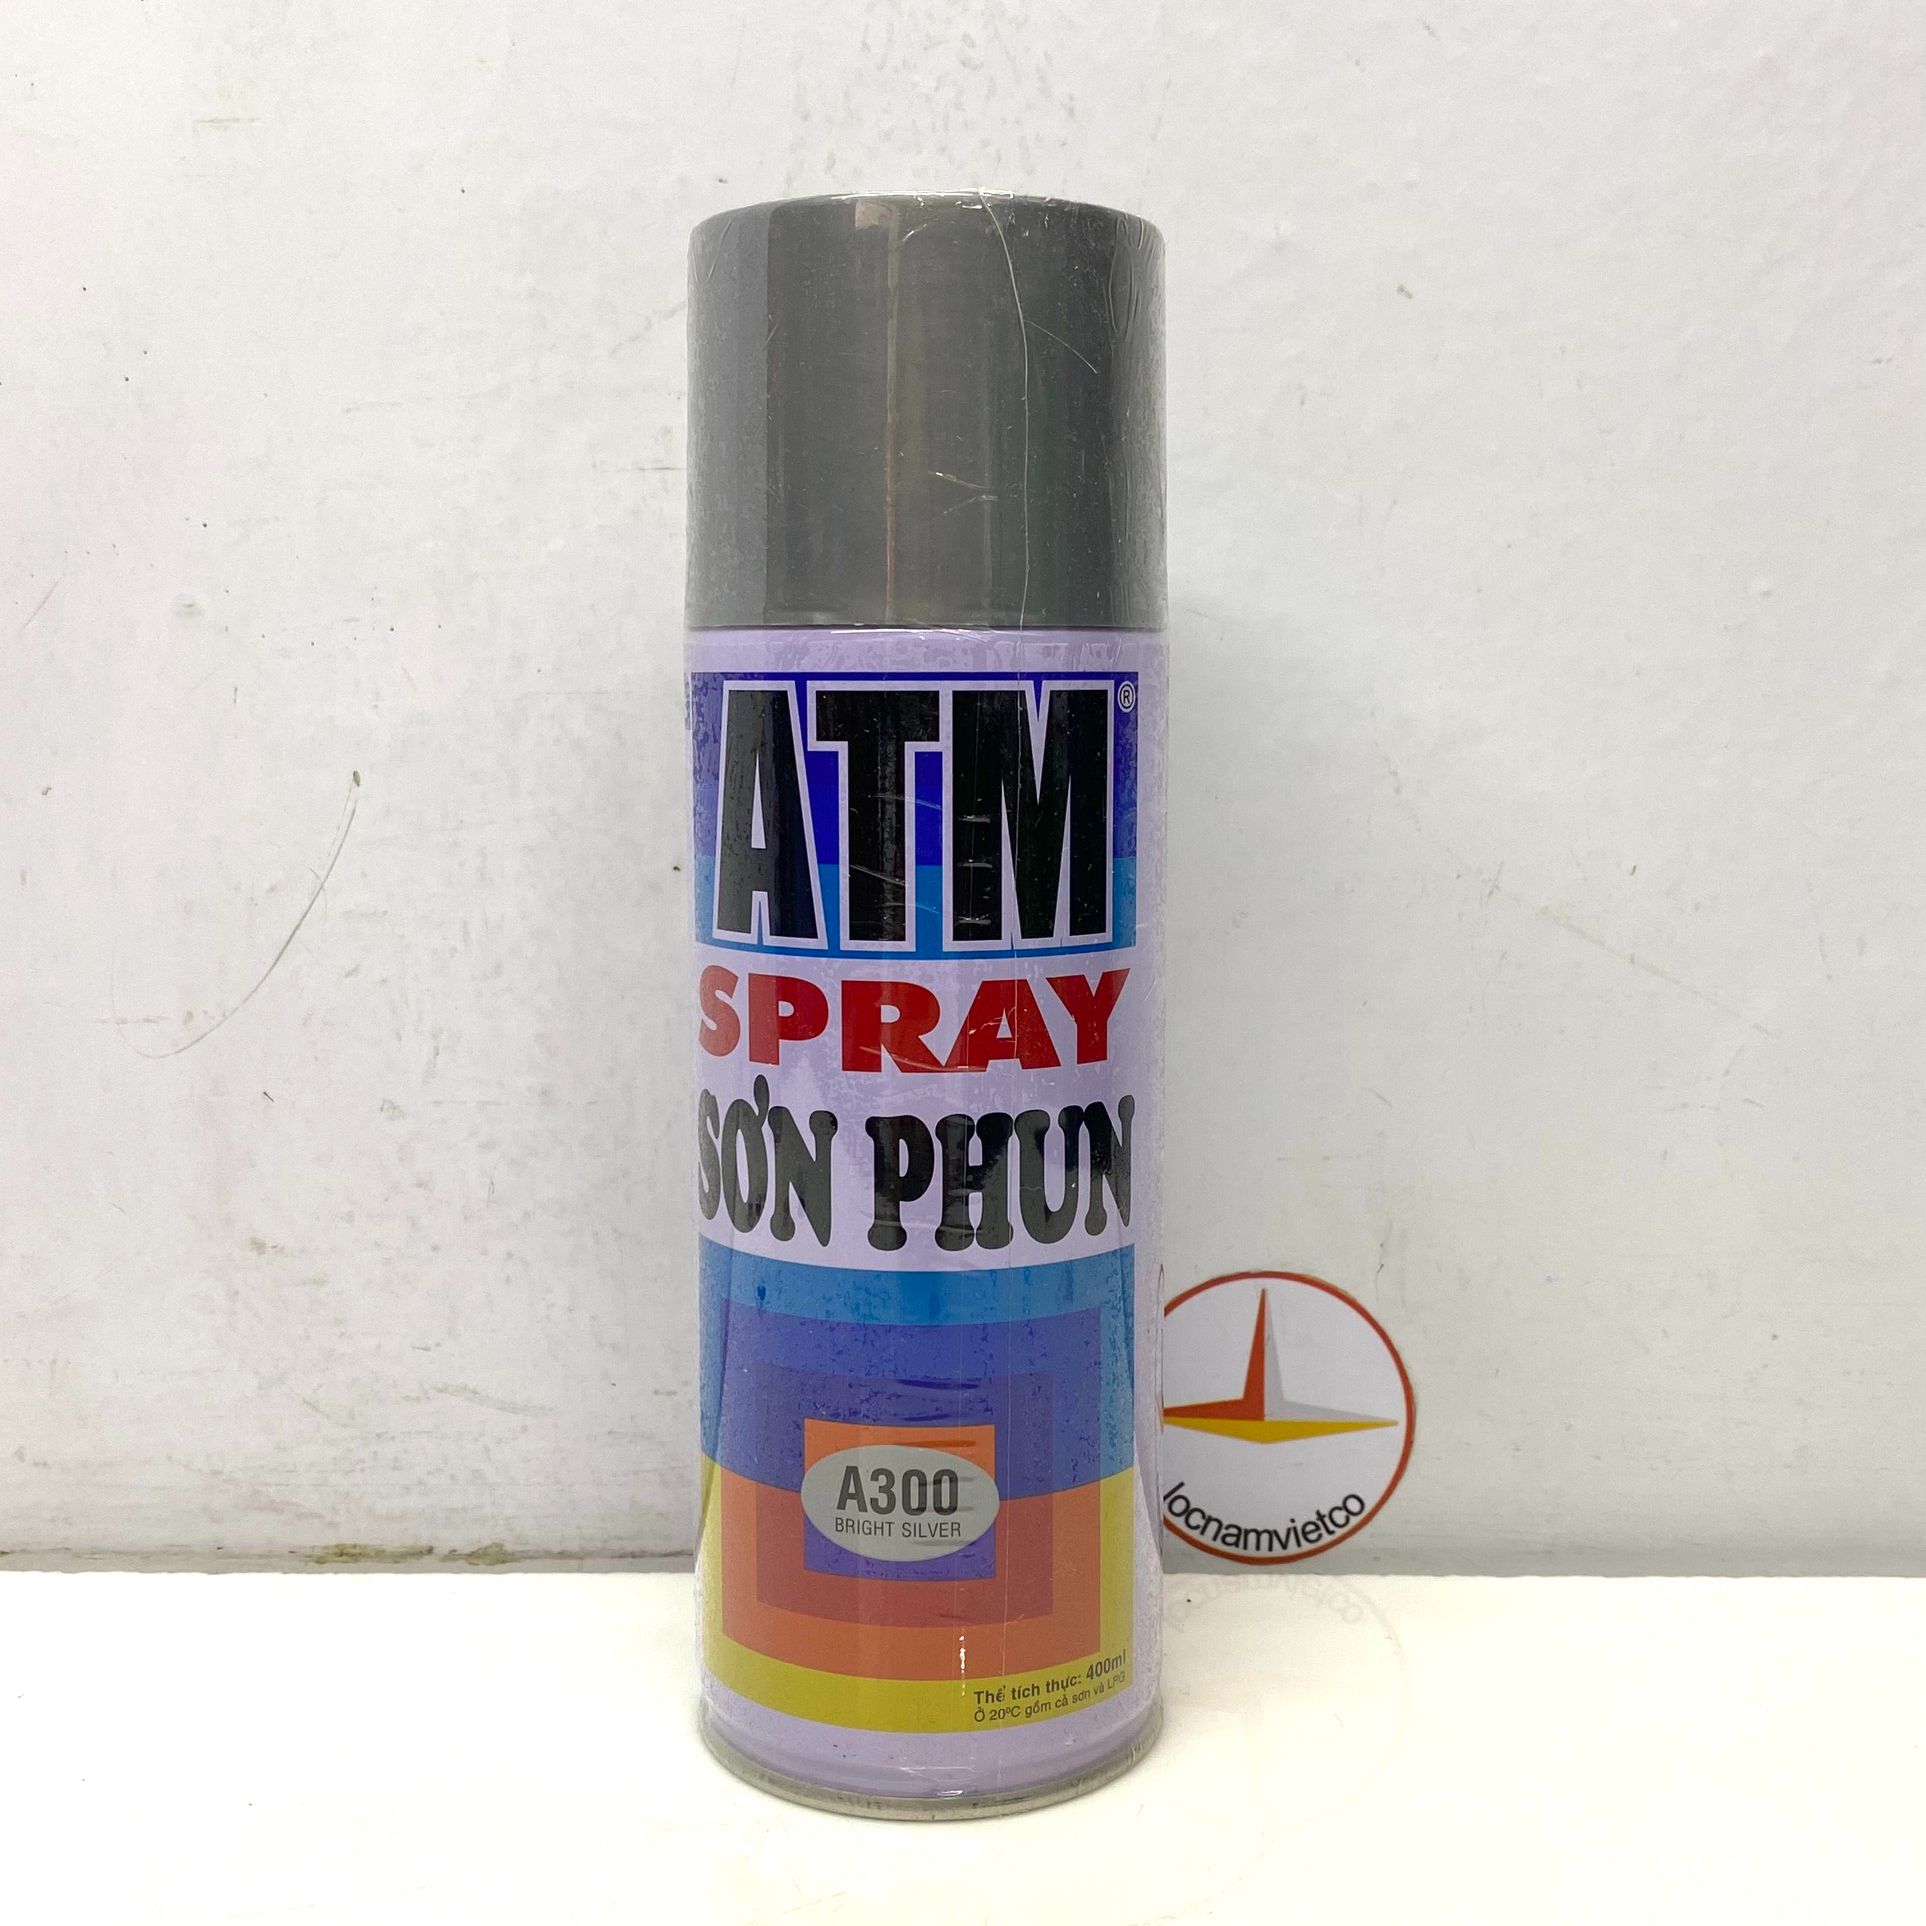 ATM®
SPRAY
SƠN PHUN
A300
BRIGHT SILVER
Thể tích thực: 400ml
Ở 20ºC gồm cả sơn và LPG
locnamvietco